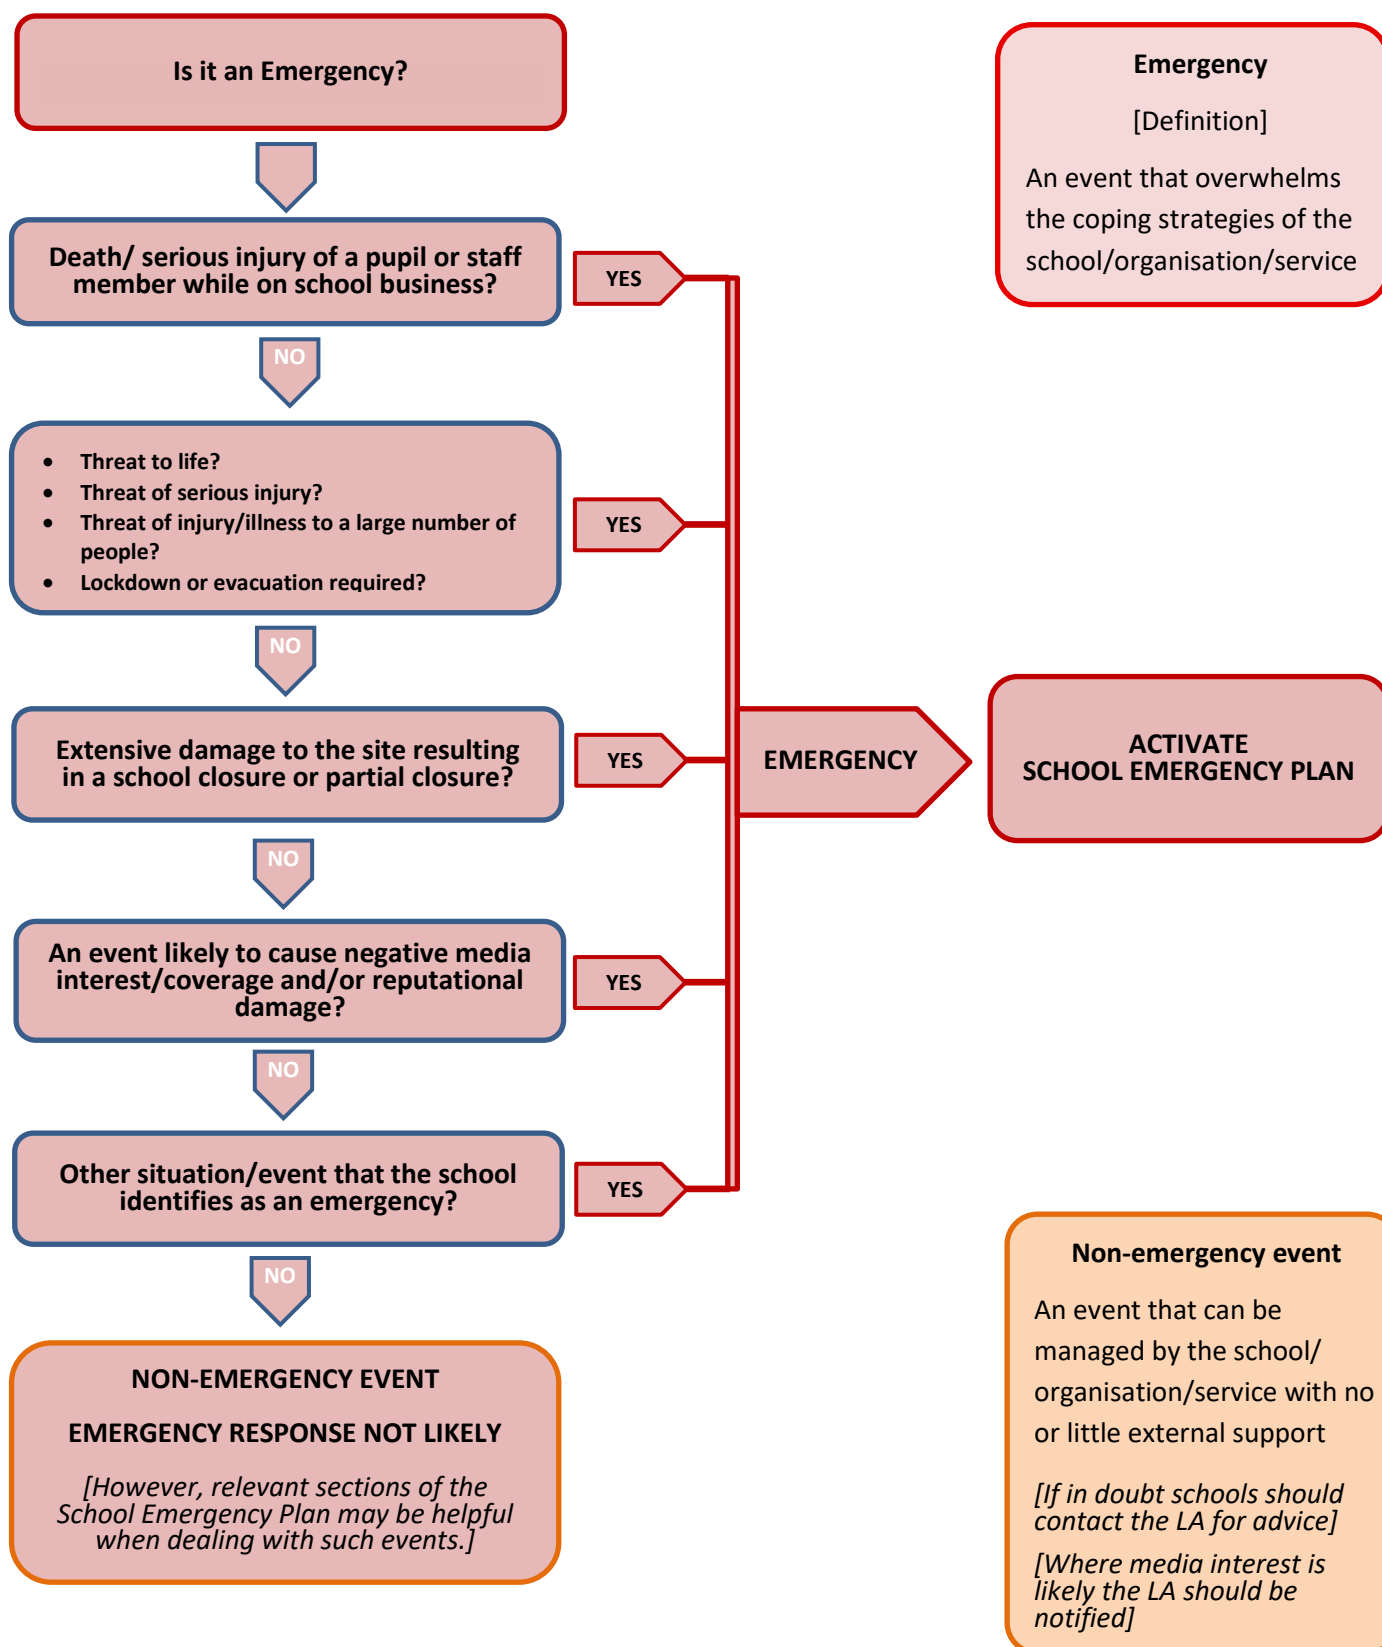 Is it an Emergency?
Emergency
[Definition]
An event that overwhelms
the coping strategies of the
school/organisation/service
Death/ serious injury of a pupil or staff
member while on school business?
YES
NO
• Threat to life?
• Threat of serious injury?
• Threat of injury/illness to a large number of
people?
• Lockdown or evacuation required?
YES
NO
Extensive damage to the site resulting
in a school closure or partial closure?
YES
EMERGENCY
ACTIVATE
SCHOOL EMERGENCY PLAN
NO
An event likely to cause negative media
interest/coverage and/or reputational
damage?
YES
NO
Other situation/event that the school
identifies as an emergency?
YES
NO
NON-EMERGENCY EVENT
EMERGENCY RESPONSE NOT LIKELY
[However, relevant sections of the
School Emergency Plan may be helpful
when dealing with such events.]
Non-emergency event
An event that can be
managed by the school/
organisation/service with no
or little external support
[If in doubt schools should
contact the LA for advice]
[Where media interest is
likely the LA should be
notified]